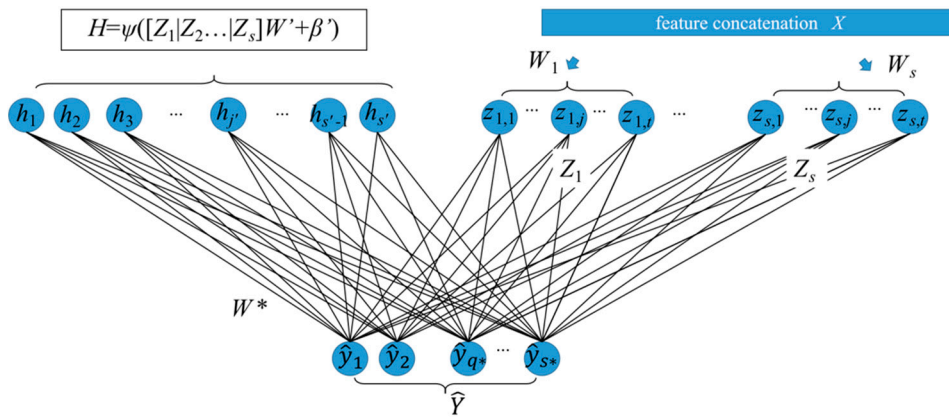 H=ψ([Z₁|Z₂…|Zₛ]W'+β')
feature concatenation X
W₁
Wₛ
h₁ h₂ h₃ ... hⱼ' ... hₛ'₋₁ hₛ'
z₁,₁ ... z₁,ⱼ ... z₁,ₜ ... zₛ,₁ ... zₛ,ⱼ ... zₛ,ₜ
Z₁
Zₛ
W*
ŷ₁ ŷ₂ ŷq* ... ŷₛ*
Ŷ